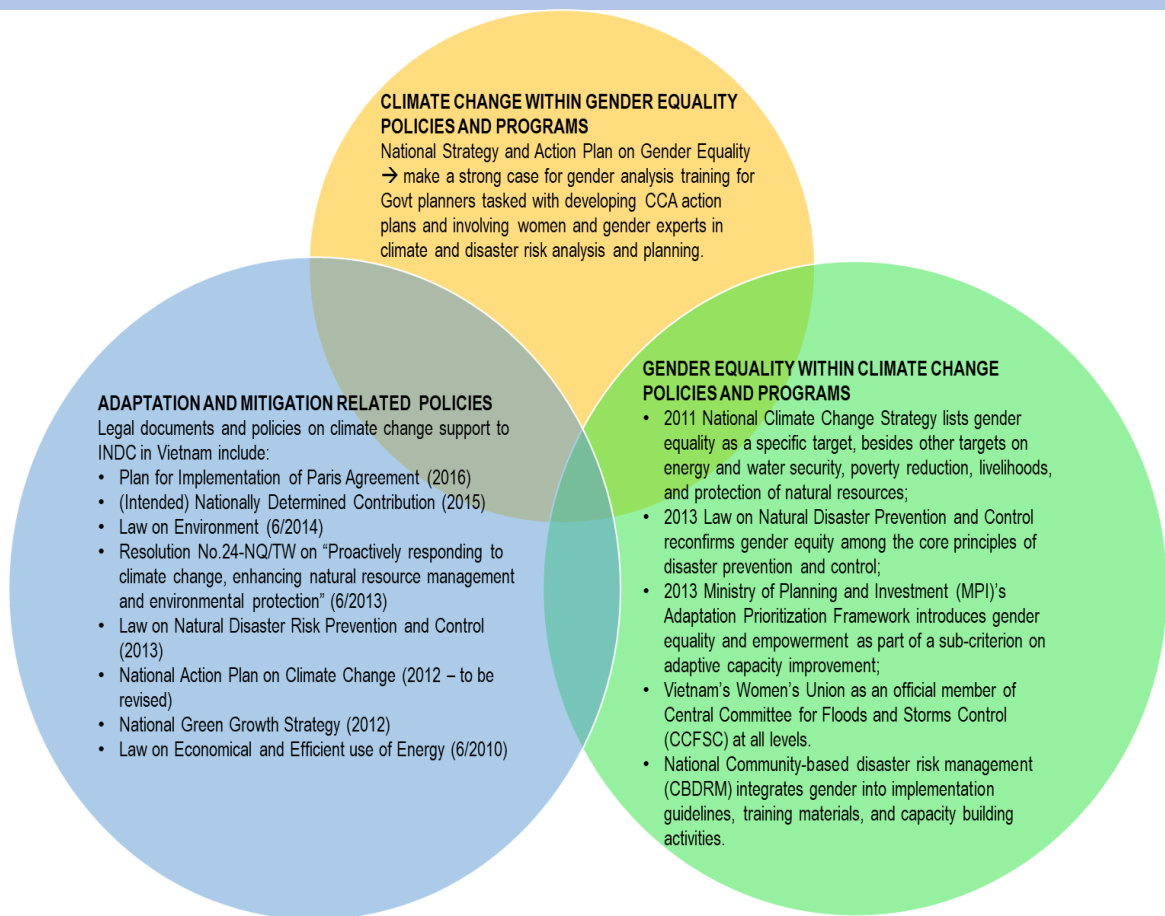 CLIMATE CHANGE WITHIN GENDER EQUALITY
POLICIES AND PROGRAMS
National Strategy and Action Plan on Gender Equality
→ make a strong case for gender analysis training for
Govt planners tasked with developing CCA action
plans and involving women and gender experts in
climate and disaster risk analysis and planning.
ADAPTATION AND MITIGATION RELATED POLICIES
Legal documents and policies on climate change support to
INDC in Vietnam include:
• Plan for Implementation of Paris Agreement (2016)
• (Intended) Nationally Determined Contribution (2015)
• Law on Environment (6/2014)
• Resolution No.24-NQ/TW on “Proactively responding to
climate change, enhancing natural resource management
and environmental protection” (6/2013)
• Law on Natural Disaster Risk Prevention and Control
(2013)
• National Action Plan on Climate Change (2012 – to be
revised)
• National Green Growth Strategy (2012)
• Law on Economical and Efficient use of Energy (6/2010)
GENDER EQUALITY WITHIN CLIMATE CHANGE
POLICIES AND PROGRAMS
• 2011 National Climate Change Strategy lists gender
equality as a specific target, besides other targets on
energy and water security, poverty reduction, livelihoods,
and protection of natural resources;
• 2013 Law on Natural Disaster Prevention and Control
reconfirms gender equity among the core principles of
disaster prevention and control;
• 2013 Ministry of Planning and Investment (MPI)’s
Adaptation Prioritization Framework introduces gender
equality and empowerment as part of a sub-criterion on
adaptive capacity improvement;
• Vietnam’s Women’s Union as an official member of
Central Committee for Floods and Storms Control
(CCFSC) at all levels.
• National Community-based disaster risk management
(CBDRM) integrates gender into implementation
guidelines, training materials, and capacity building
activities.